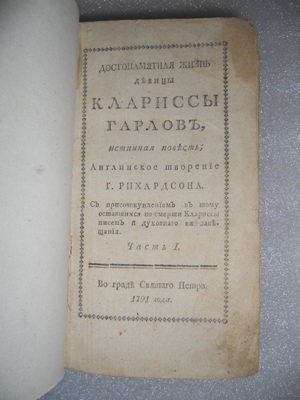 ДОСТОПАМЯТНАЯ ЖИЗНЬ
ДѢВИЦЫ
КЛАРИССЫ
ГАРЛОВЪ,
истинная повѣсть,
Англинское творенiе
Г. РИХАРДСОНА.
Съ присовокупленiемъ къ тому
оставшихся по смерти Клариссы
писемъ и духовнаго ея завѣ-
щанiя.
Часть I.
Во градѣ Святаго Петра.
1791 года.